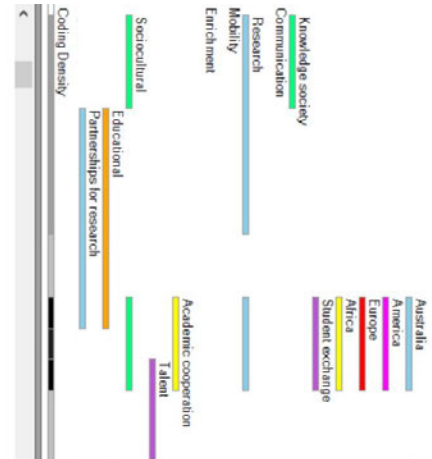 Australia
America
Europe
Africa
Student exchange
Knowledge society
Communication
Research
Mobility
Enrichment
Academic cooperation
Talent
Sociocultural
Educational
Partnerships for research
Coding Density